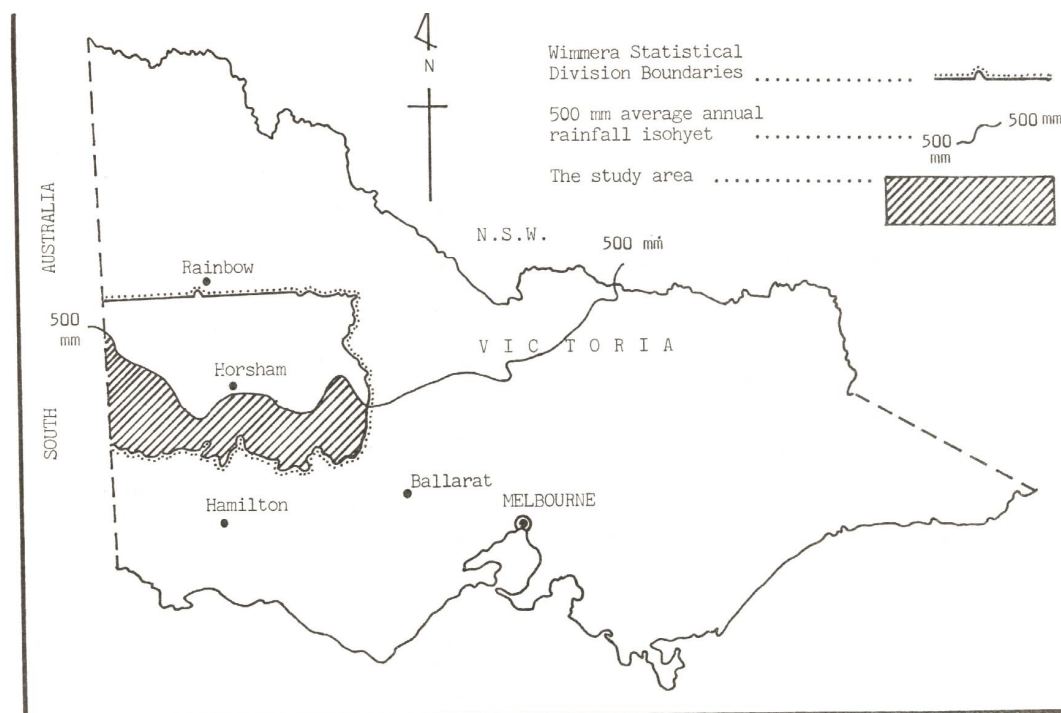 N
Wimmera Statistical
Division Boundaries ............
500 mm average annual
rainfall isohyet ............
500 mm
500
mm
The study area ............
AUSTRALIA
SOUTH
N.S.W.
500 mm
Rainbow
500
mm
VICTORIA
Horsham
Hamilton
Ballarat
MELBOURNE